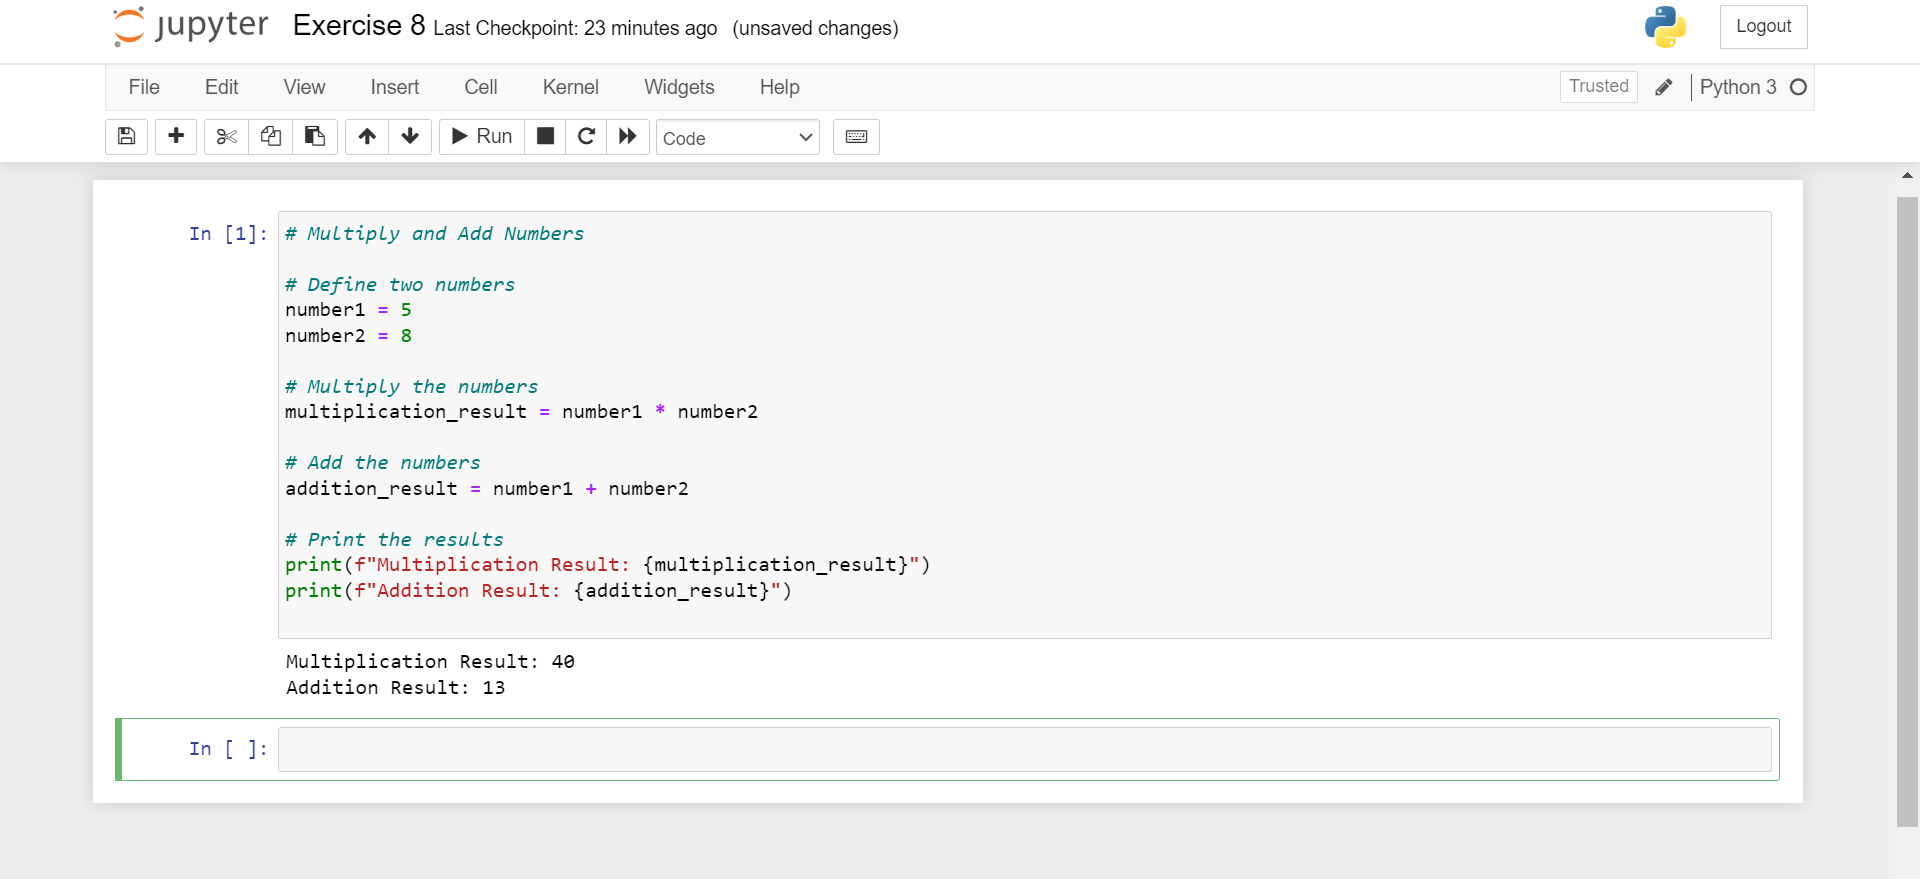 jupyter Exercise 8 Last Checkpoint: 23 minutes ago (unsaved changes) Logout
File Edit View Insert Cell Kernel Widgets Help Trusted Python 3
Run Code
In [1]: # Multiply and Add Numbers
# Define two numbers
number1 = 5
number2 = 8
# Multiply the numbers
multiplication_result = number1 * number2
# Add the numbers
addition_result = number1 + number2
# Print the results
print(f"Multiplication Result: {multiplication_result}")
print(f"Addition Result: {addition_result}")
Multiplication Result: 40
Addition Result: 13
In [ ]: